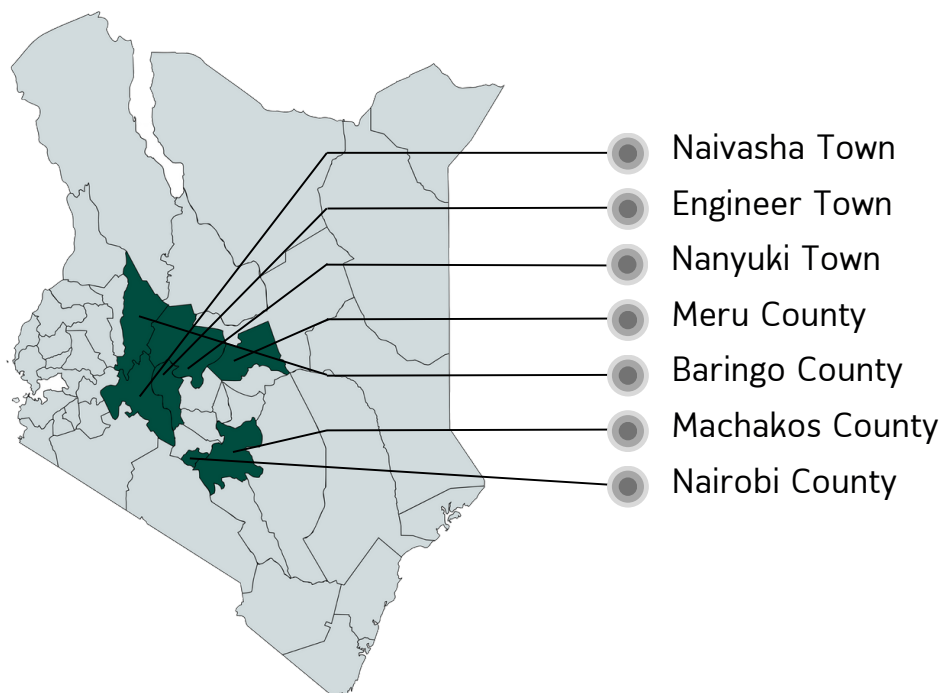 Naivasha Town
Engineer Town
Nanyuki Town
Meru County
Baringo County
Machakos County
Nairobi County